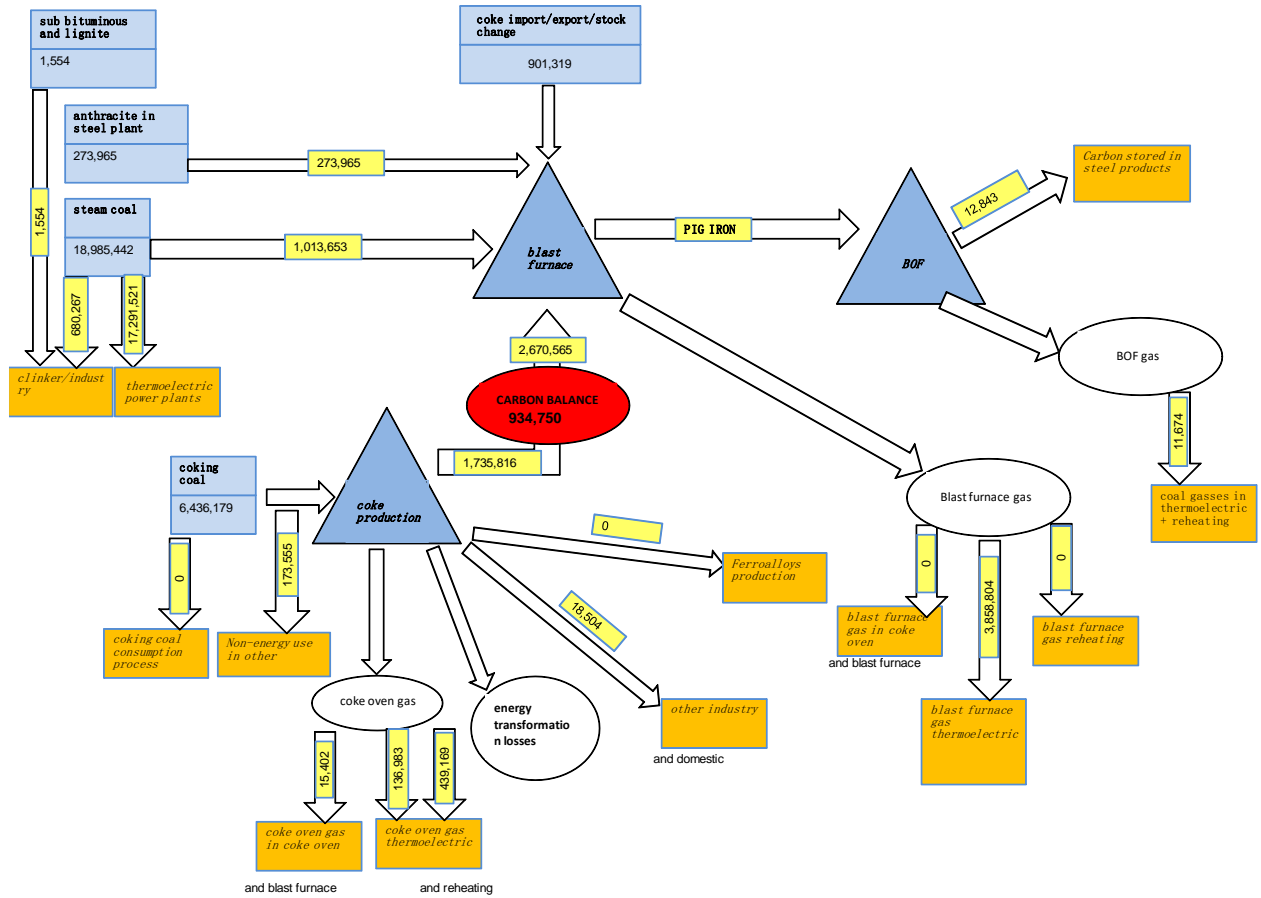 sub bituminous
and lignite
1,554
coke import/export/stock
change
901,319
anthracite in
steel plant
273,965
273,965
Carbon stored in
steel products
1,554
steam coal
18,985,442
1,013,653
blast
furnace
PIG IRON
12,843
BOF
680,267
17,291,521
2,670,565
BOF gas
clinker/indust
ry
thermoelectric
power plants
CARBON BALANCE
934,750
11,674
1,735,816
coking
coal
6,436,179
coke
production
Blast furnace gas
coal gasses in
thermoelectric
+ reheating
0
173,555
0
Ferroalloys
production
0
3,858,804
0
18,504
coking coal
consumption
process
Non-energy use
in other
blast furnace
gas in coke
oven
and blast furnace
blast furnace
gas reheating
coke oven gas
energy
transformatio
n losses
other industry
and domestic
blast furnace
gas
thermoelectric
15,402
136,983
439,169
coke oven gas
in coke oven
coke oven gas
thermoelectric
and blast furnace
and reheating